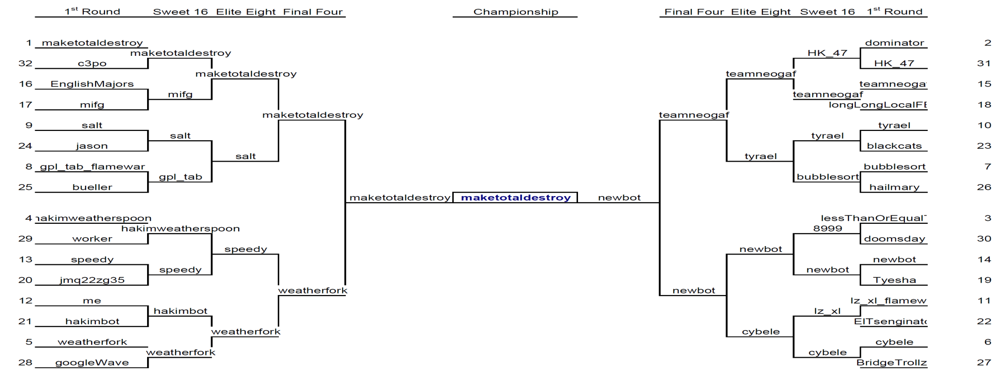 1st Round Sweet 16 Elite Eight Final Four Championship Final Four Elite Eight Sweet 16 1st Round
1 maketotaldestroy dominator 2
maketotaldestroy HK_47
32 c3po HK_47 31
maketotaldestroy teamneogaf
16 EnglishMajors teamneogaf 15
mifg teamneogaf
17 mifg longLongLocalFE 18
maketotaldestroy teamneogaf
9 salt tyrael 10
salt tyrael
24 jason blackcats 23
salt tyrael
8 gpl_tab_flamewar bubblesort 7
gpl_tab bubblesort
25 bueller hailmary 26
maketotaldestroy maketotaldestroy newbot
4 hakimweatherspoon lessThanOrEqualT 3
hakimweatherspoon 8999
29 worker doomsday 30
speedy newbot
13 speedy newbot 14
speedy newbot
20 jmq22zg35 Tyesha 19
weatherfork newbot
12 me lz_xl_flamew 11
hakimbot lz_xl
21 hakimbot ElTsenginato 22
weatherfork cybele
5 weatherfork cybele 6
weatherfork cybele
28 googleWave BridgeTrollz 27